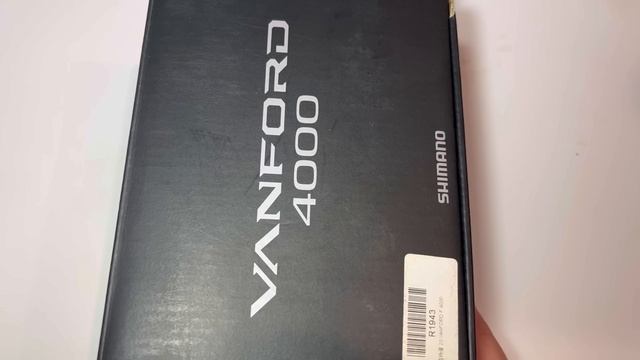 VANFORD
4000
SHIMANO
R1943